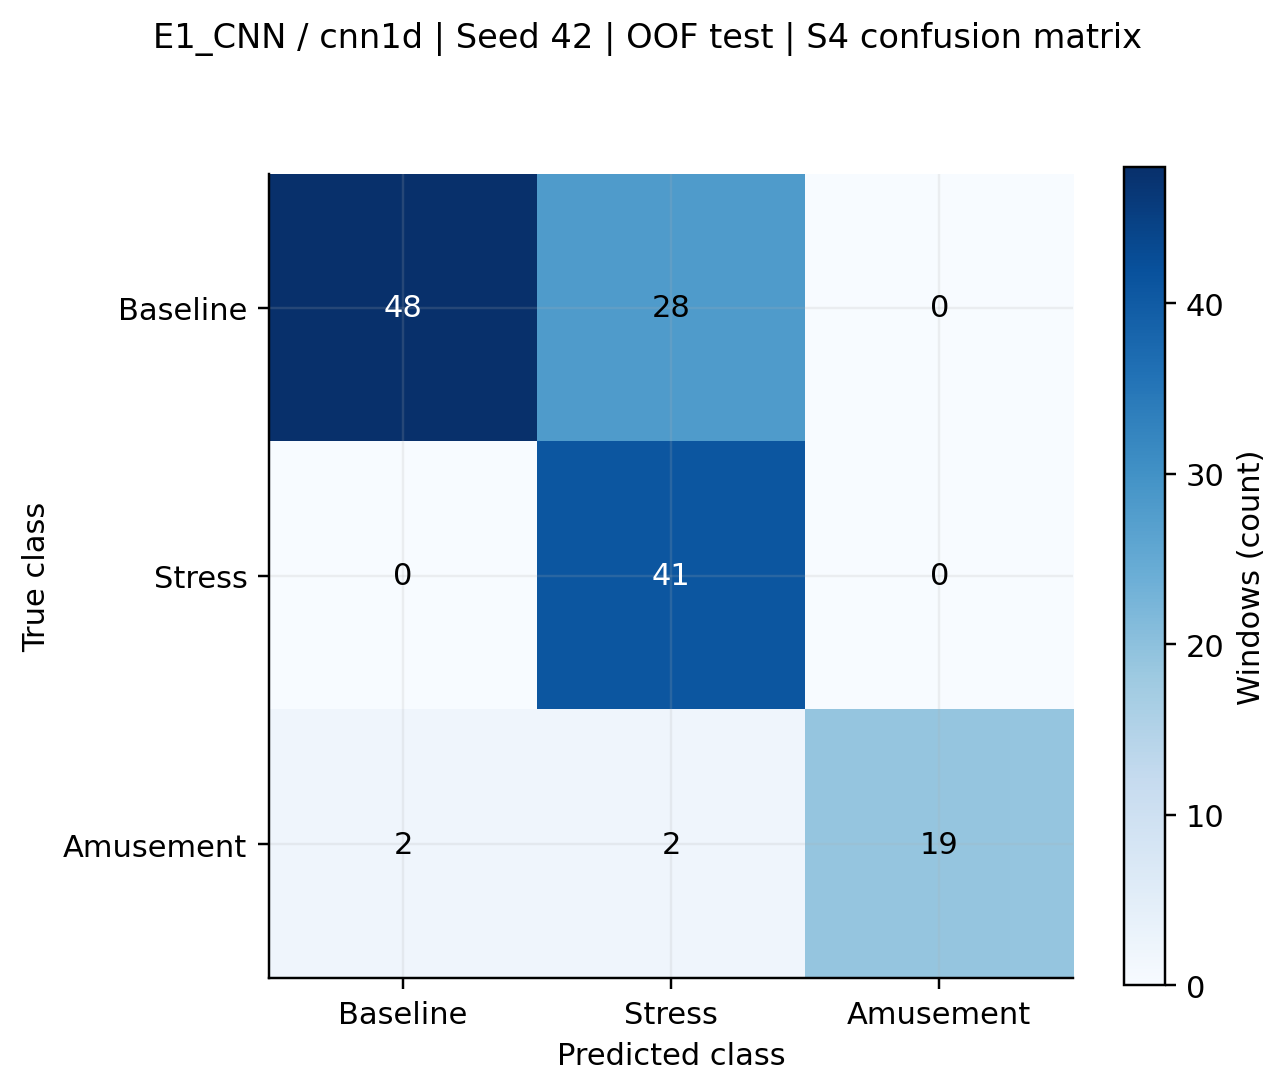 E1_CNN / cnn1d | Seed 42 | OOF test | S4 confusion matrix
Baseline
48
28
0
40
30
Stress
0
41
0
20
Amusement
2
2
19
10
0
True class
Windows (count)
Baseline
Stress
Amusement
Predicted class